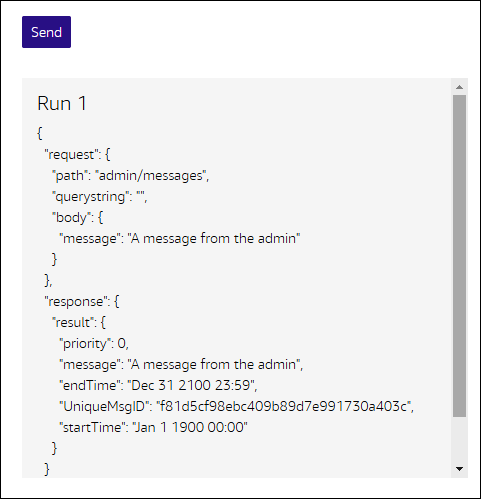 Send
Run 1
{
"request": {
"path": "admin/messages",
"querystring": "",
"body": {
"message": "A message from the admin"
}
},
"response": {
"result": {
"priority": 0,
"message": "A message from the admin",
"endTime": "Dec 31 2100 23:59",
"UniqueMsgID": "f81d5cf98ebc409b89d7e991730a403c",
"startTime": "Jan 1 1900 00:00"
}
}